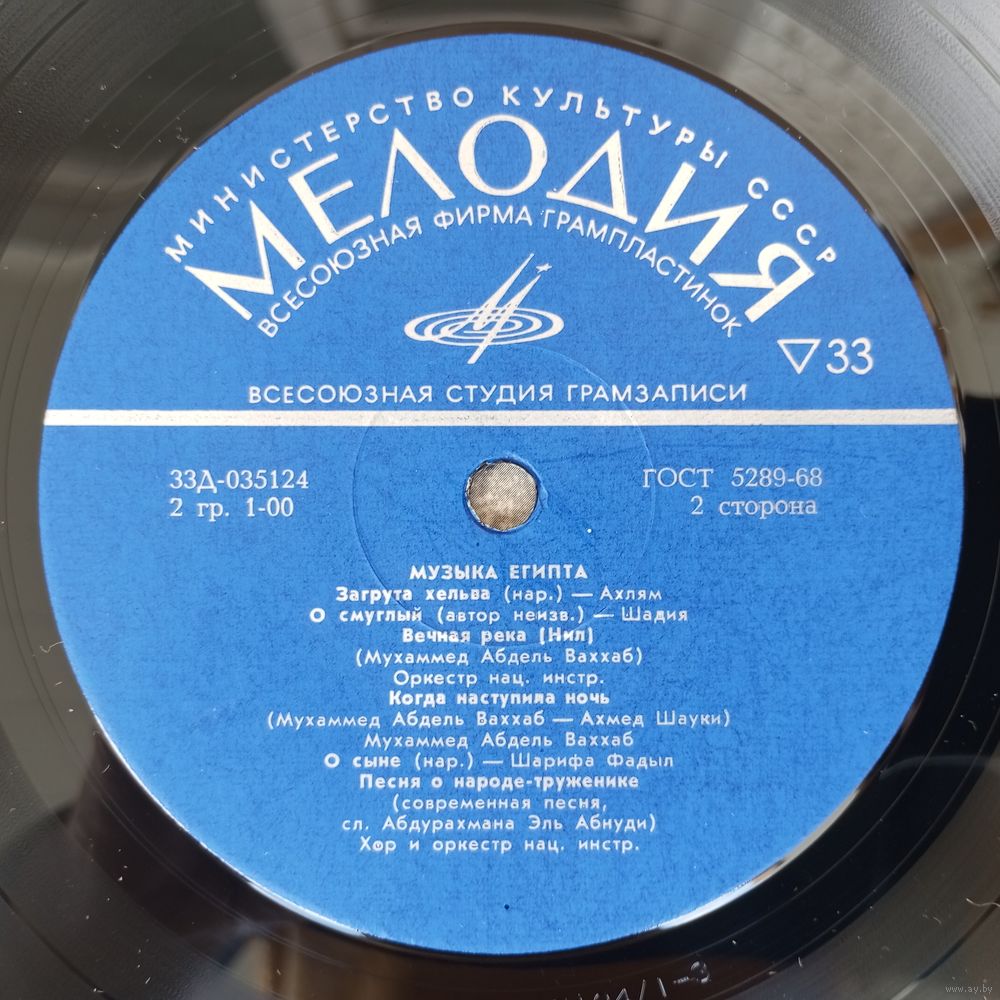 МИНИСТЕРСТВО КУЛЬТУРЫ СССР
МЕЛОДИЯ
ВСЕСОЮЗНАЯ ФИРМА ГРАМПЛАСТИНОК
▽33
ВСЕСОЮЗНАЯ СТУДИЯ ГРАМЗАПИСИ
33Д-035124
ГОСТ 5289-68
2 гр. 1-00
2 сторона
МУЗЫКА ЕГИПТА
Загрута хельва (нар.) — Ахлям
О смуглый (автор неизв.) — Шадия
Вечная река (Нил)
(Мухаммед Абдель Ваххаб)
Оркестр нац. инстр.
Когда наступила ночь
(Мухаммед Абдель Ваххаб — Ахмед Шауки)
Мухаммед Абдель Ваххаб
О сыне (нар.) — Шарифа Фадыл
Песня о народе-труженике
(современная песня,
сл. Абдурахмана Эль Абнуди)
Хор и оркестр нац. инстр.
www.ay.by